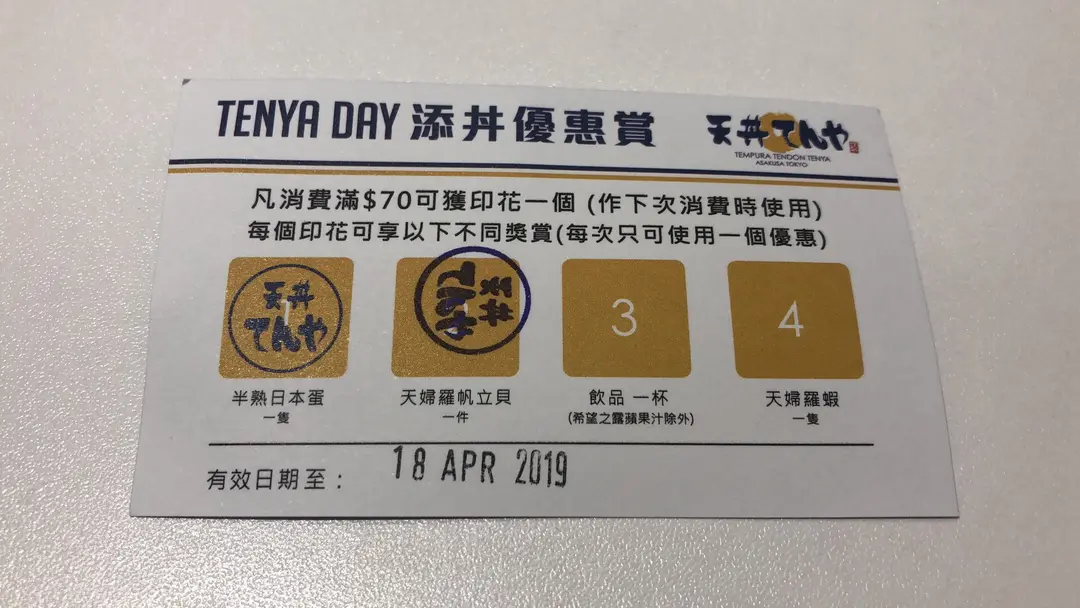 TENYA DAY 添丼優惠賞
天丼てんや
TEMPURA TENDON TENYA
ASAKUSA TOKYO
凡消費滿$70可獲印花一個 (作下次消費時使用)
每個印花可享以下不同獎賞(每次只可使用一個優惠)
天丼
てんや
1
天丼
てんや
3
4
半熟日本蛋
一隻
天婦羅帆立貝
一件
飲品 一杯
(希望之露蘋果汁除外)
天婦羅蝦
一隻
有效日期至：
18 APR 2019